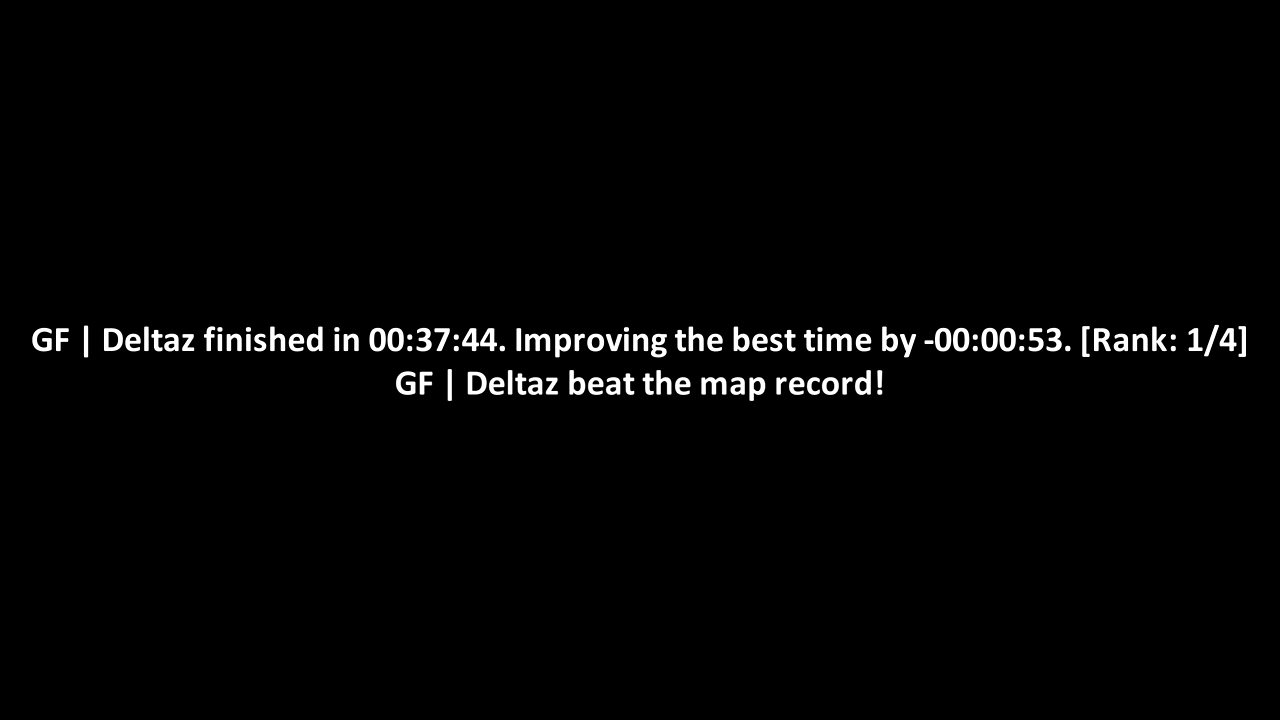 GF | Deltaz finished in 00:37:44. Improving the best time by -00:00:53. [Rank: 1/4]
GF | Deltaz beat the map record!